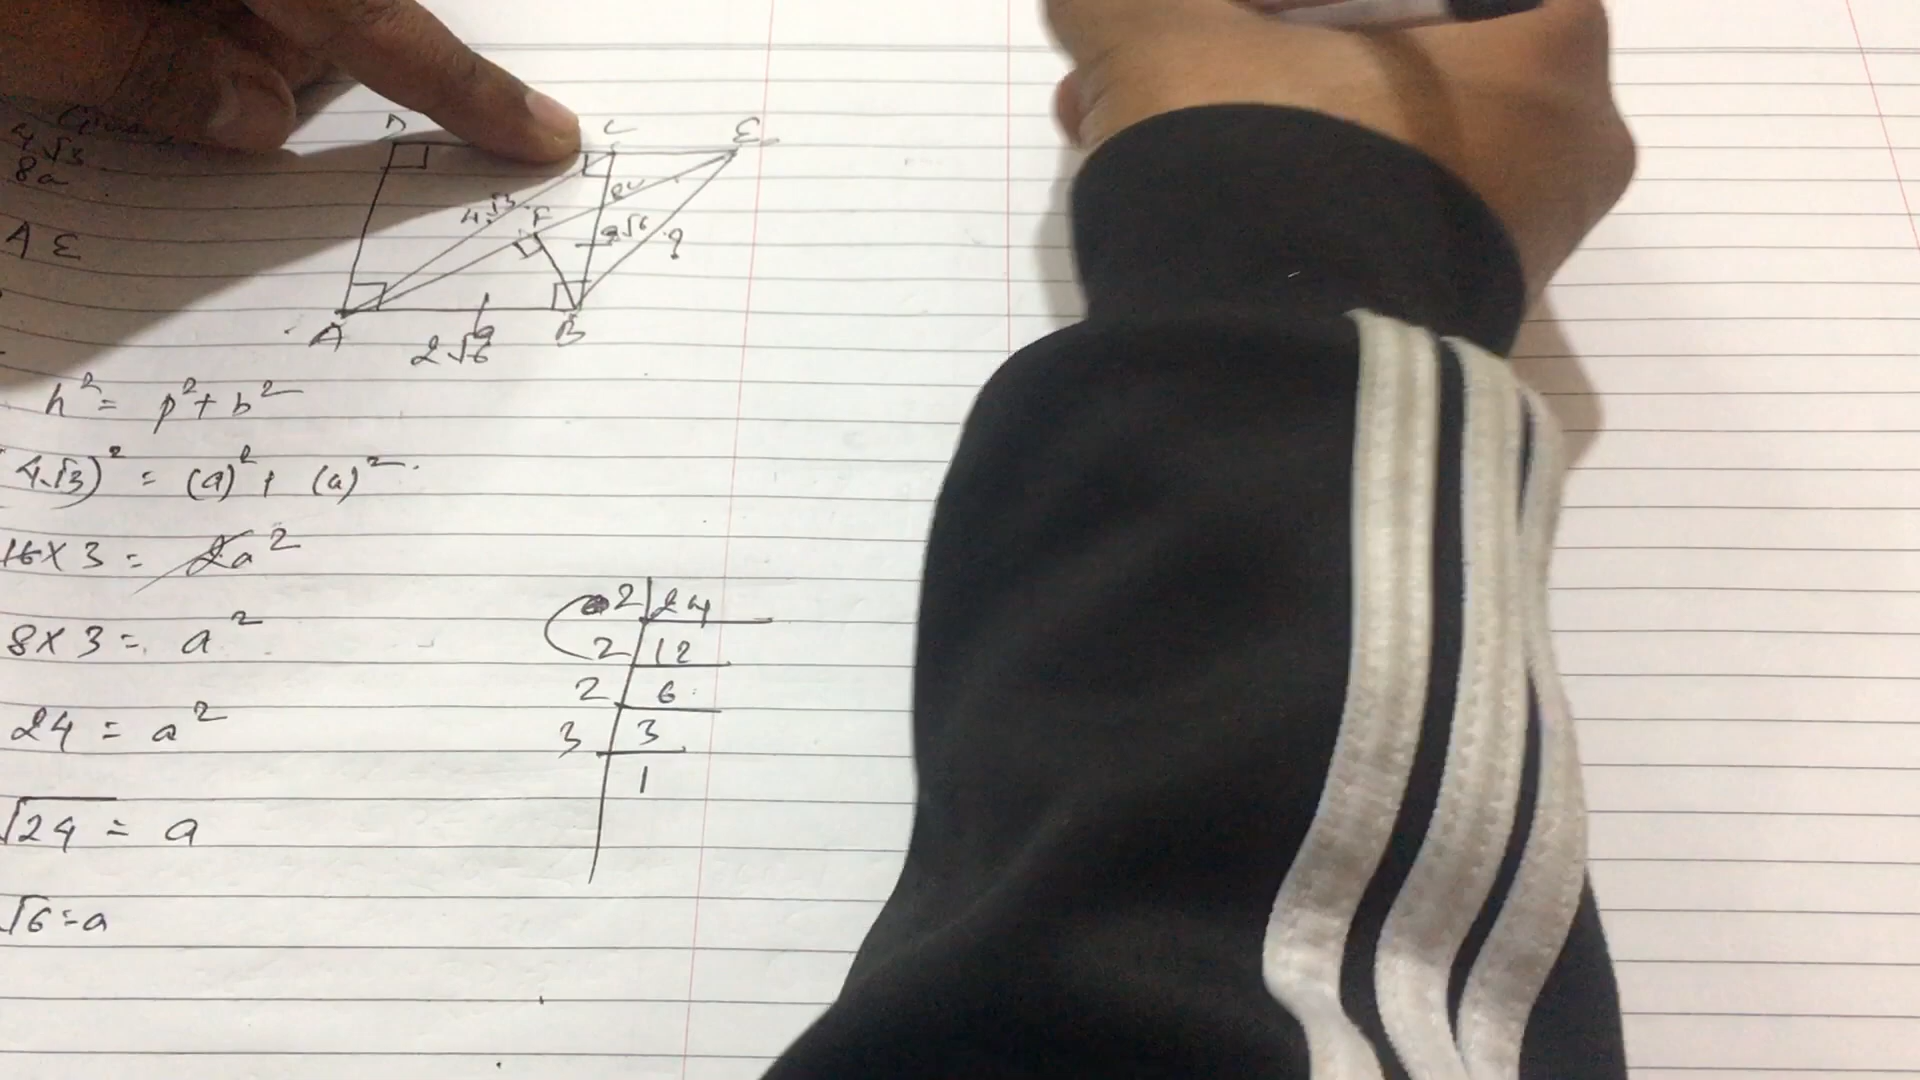 D C E
4√3
8a
4√3 F
A E
2√6 ?
A B
2√6
h² = p² + b²
4√3)² = (a)² + (a)²
16 × 3 = 2a²
8 × 3 = a²
24 = a²
√24 = a
√6 = a
2 24
2 12
2 6
3 3
1